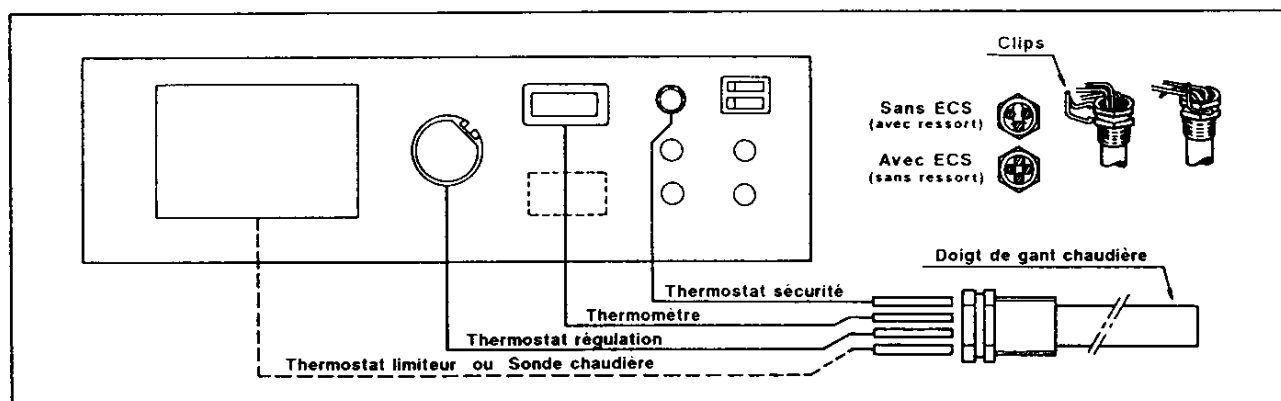 Clips
Sans ECS
(avec ressort)
Avec ECS
(sans ressort)
Doigt de gant chaudière
Thermostat sécurité
Thermomètre
Thermostat régulation
Thermostat limiteur ou Sonde chaudière